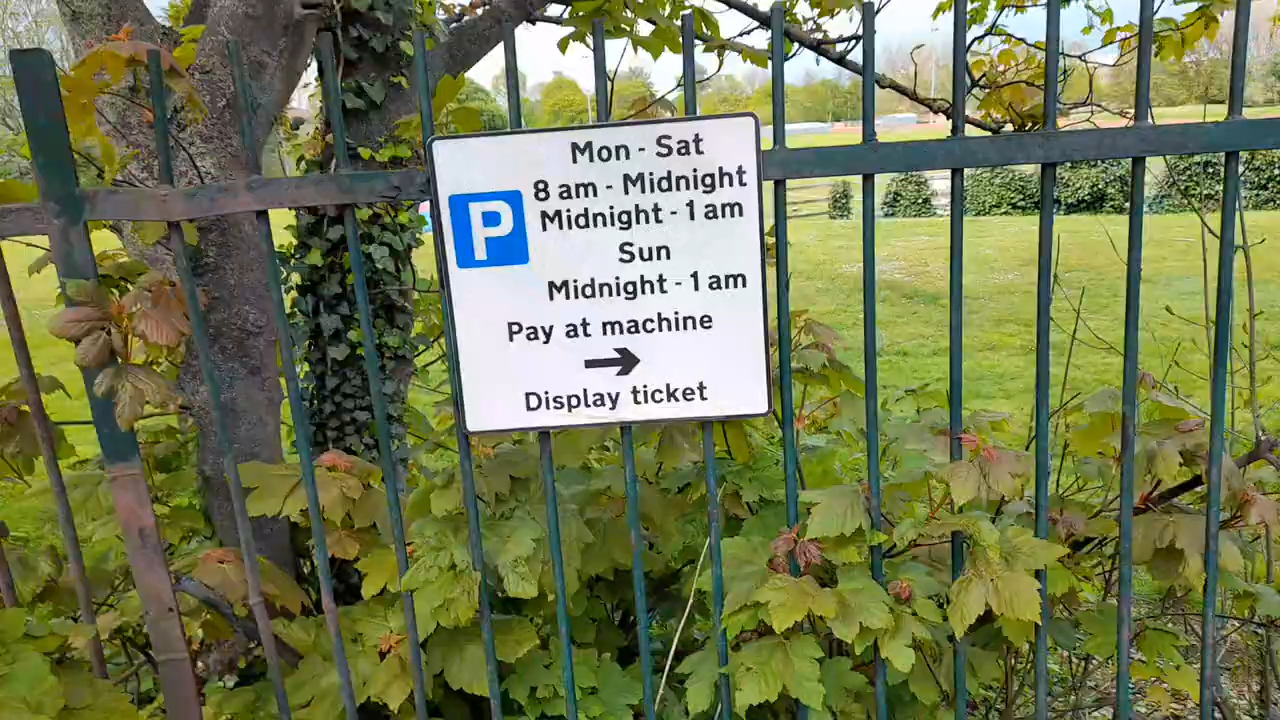 Mon - Sat
8 am - Midnight
P
Midnight - 1 am
Sun
Midnight - 1 am
Pay at machine
Display ticket